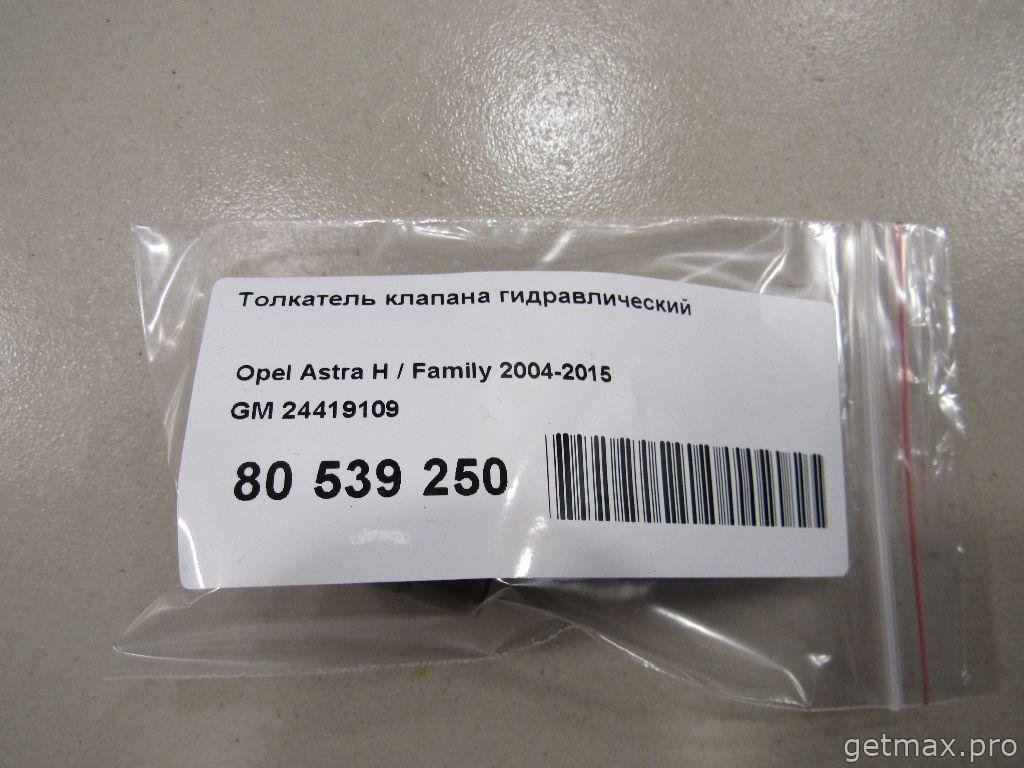 Толкатель клапана гидравлический
Opel Astra H / Family 2004-2015
GM 24419109
80 539 250
getmax.pro